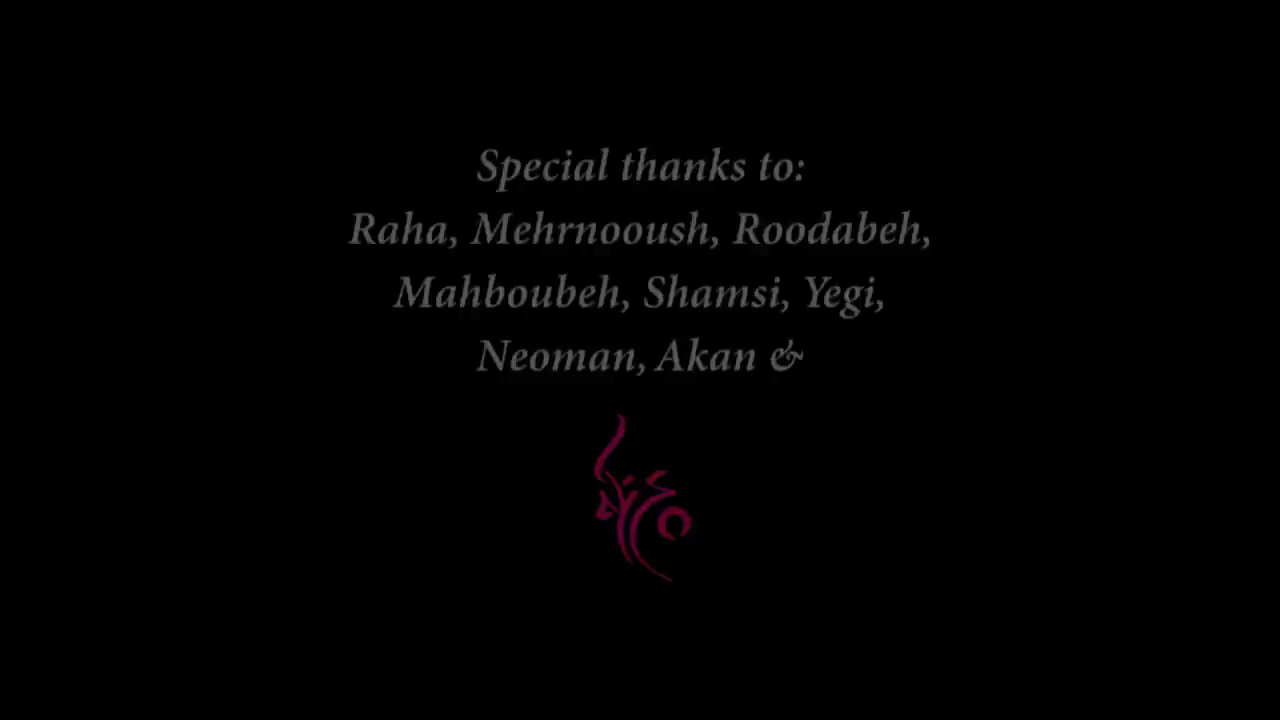 Special thanks to:
Raha, Mehrnooush, Roodabeh,
Mahboubeh, Shamsi, Yegi,
Neoman, Akan &